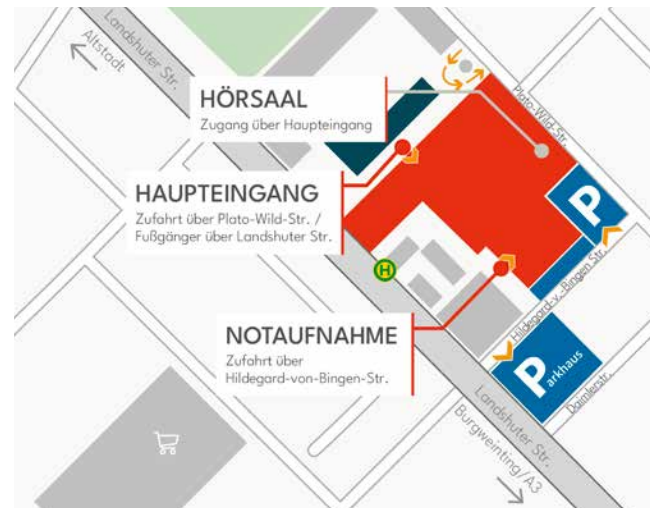 Landshuter Str.
Altstadt
HÖRSAAL
Zugang über Haupteingang
Plato-Wild-Str.
HAUPTEINGANG
Zufahrt über Plato-Wild-Str. /
Fußgänger über Landshuter Str.
P
H
NOTAUFNAHME
Zufahrt über
Hildegard-von-Bingen-Str.
Hildegard-v.-Bingen Str.
Parkhaus
Daimlerstr.
Landshuter Str.
Burgweinting/A3